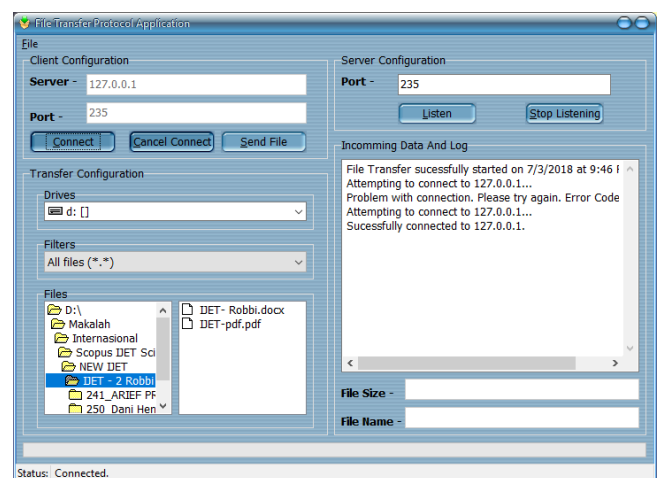 File Transfer Protocol Application
File
Client Configuration
Server - 127.0.0.1
Port - 235
Connect Cancel Connect Send File
Transfer Configuration
Drives
d: []
Filters
All files (*.*)
Files
D:\
Makalah
Internasional
Scopus IJET Sci
NEW IJET
IJET - 2 Robbi
241_ARIEF PF
250 Dani Hen
IJET- Robbi.docx
IJET-pdf.pdf
Server Configuration
Port - 235
Listen Stop Listening
Incomming Data And Log
File Transfer sucessfully started on 7/3/2018 at 9:46
Attempting to connect to 127.0.0.1...
Problem with connection. Please try again. Error Code
Attempting to connect to 127.0.0.1...
Sucessfully connected to 127.0.0.1.
File Size -
File Name -
Status: Connected.